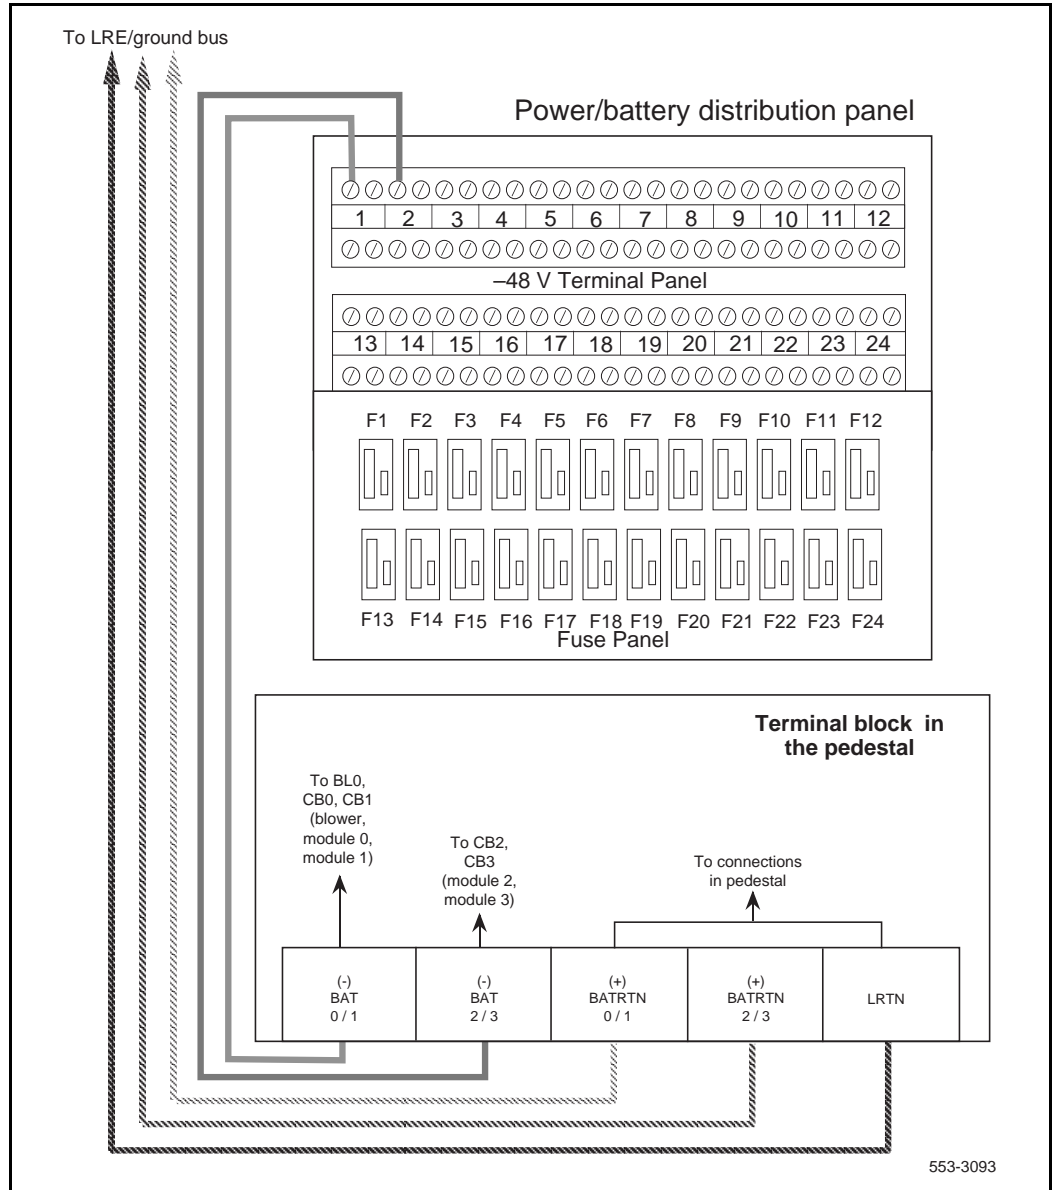 To LRE/ground bus
Power/battery distribution panel
1 2 3 4 5 6 7 8 9 10 11 12
–48 V Terminal Panel
13 14 15 16 17 18 19 20 21 22 23 24
F1 F2 F3 F4 F5 F6 F7 F8 F9 F10 F11 F12
F13 F14 F15 F16 F17 F18 F19 F20 F21 F22 F23 F24
Fuse Panel
Terminal block in
the pedestal
To BL0,
CB0, CB1
(blower,
module 0,
module 1)
To CB2,
CB3
(module 2,
module 3)
To connections
in pedestal
(-)
BAT
0 / 1
(-)
BAT
2 / 3
(+)
BATRTN
0 / 1
(+)
BATRTN
2 / 3
LRTN
553-3093